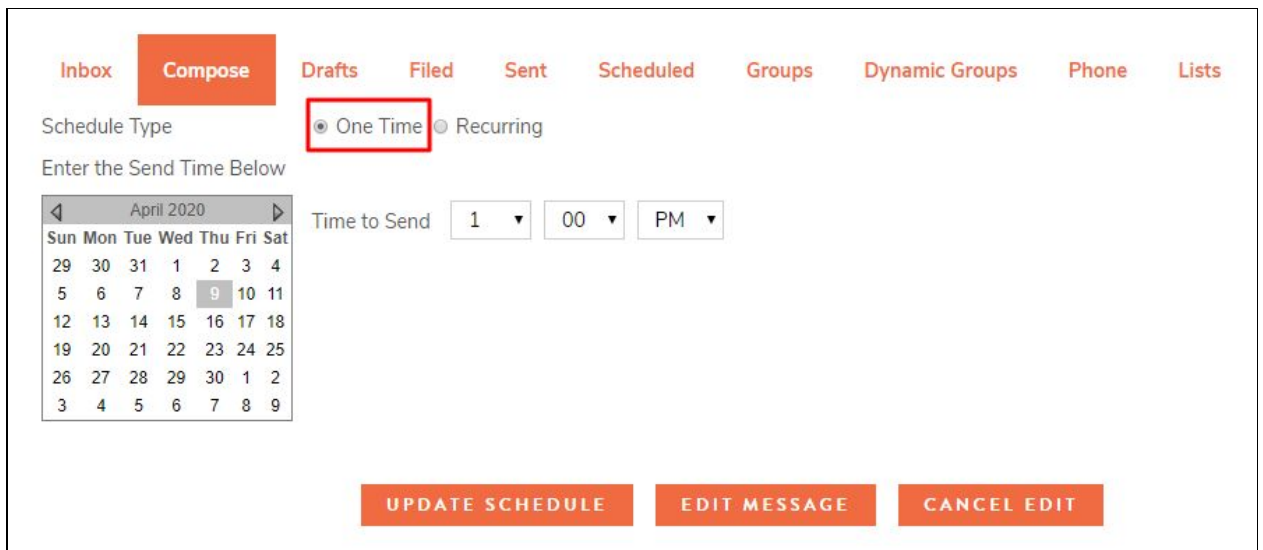 Inbox Compose Drafts Filed Sent Scheduled Groups Dynamic Groups Phone Lists
Schedule Type One Time Recurring
Enter the Send Time Below
April 2020
Sun Mon Tue Wed Thu Fri Sat
29 30 31 1 2 3 4
5 6 7 8 9 10 11
12 13 14 15 16 17 18
19 20 21 22 23 24 25
26 27 28 29 30 1 2
3 4 5 6 7 8 9
Time to Send 1 00 PM
UPDATE SCHEDULE EDIT MESSAGE CANCEL EDIT